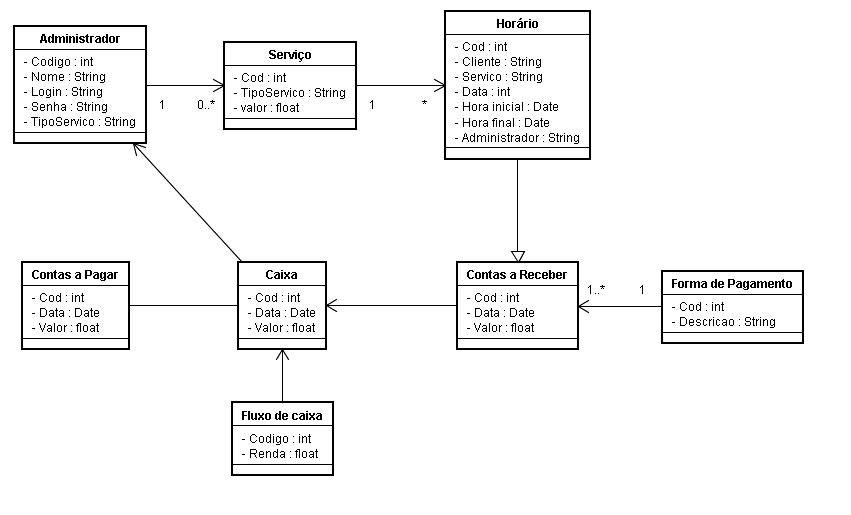 Administrador
- Codigo : int
- Nome : String
- Login : String
- Senha : String
- TipoServico : String
1
0..*
Serviço
- Cod : int
- TipoServico : String
- valor : float
1
*
Horário
- Cod : int
- Cliente : String
- Servico : String
- Data : int
- Hora inicial : Date
- Hora final : Date
- Administrador : String
Contas a Pagar
- Cod : int
- Data : Date
- Valor : float
Caixa
- Cod : int
- Data : Date
- Valor : float
Contas a Receber
- Cod : int
- Data : Date
- Valor : float
1..*
1
Forma de Pagamento
- Cod : int
- Descricao : String
Fluxo de caixa
- Codigo : int
- Renda : float